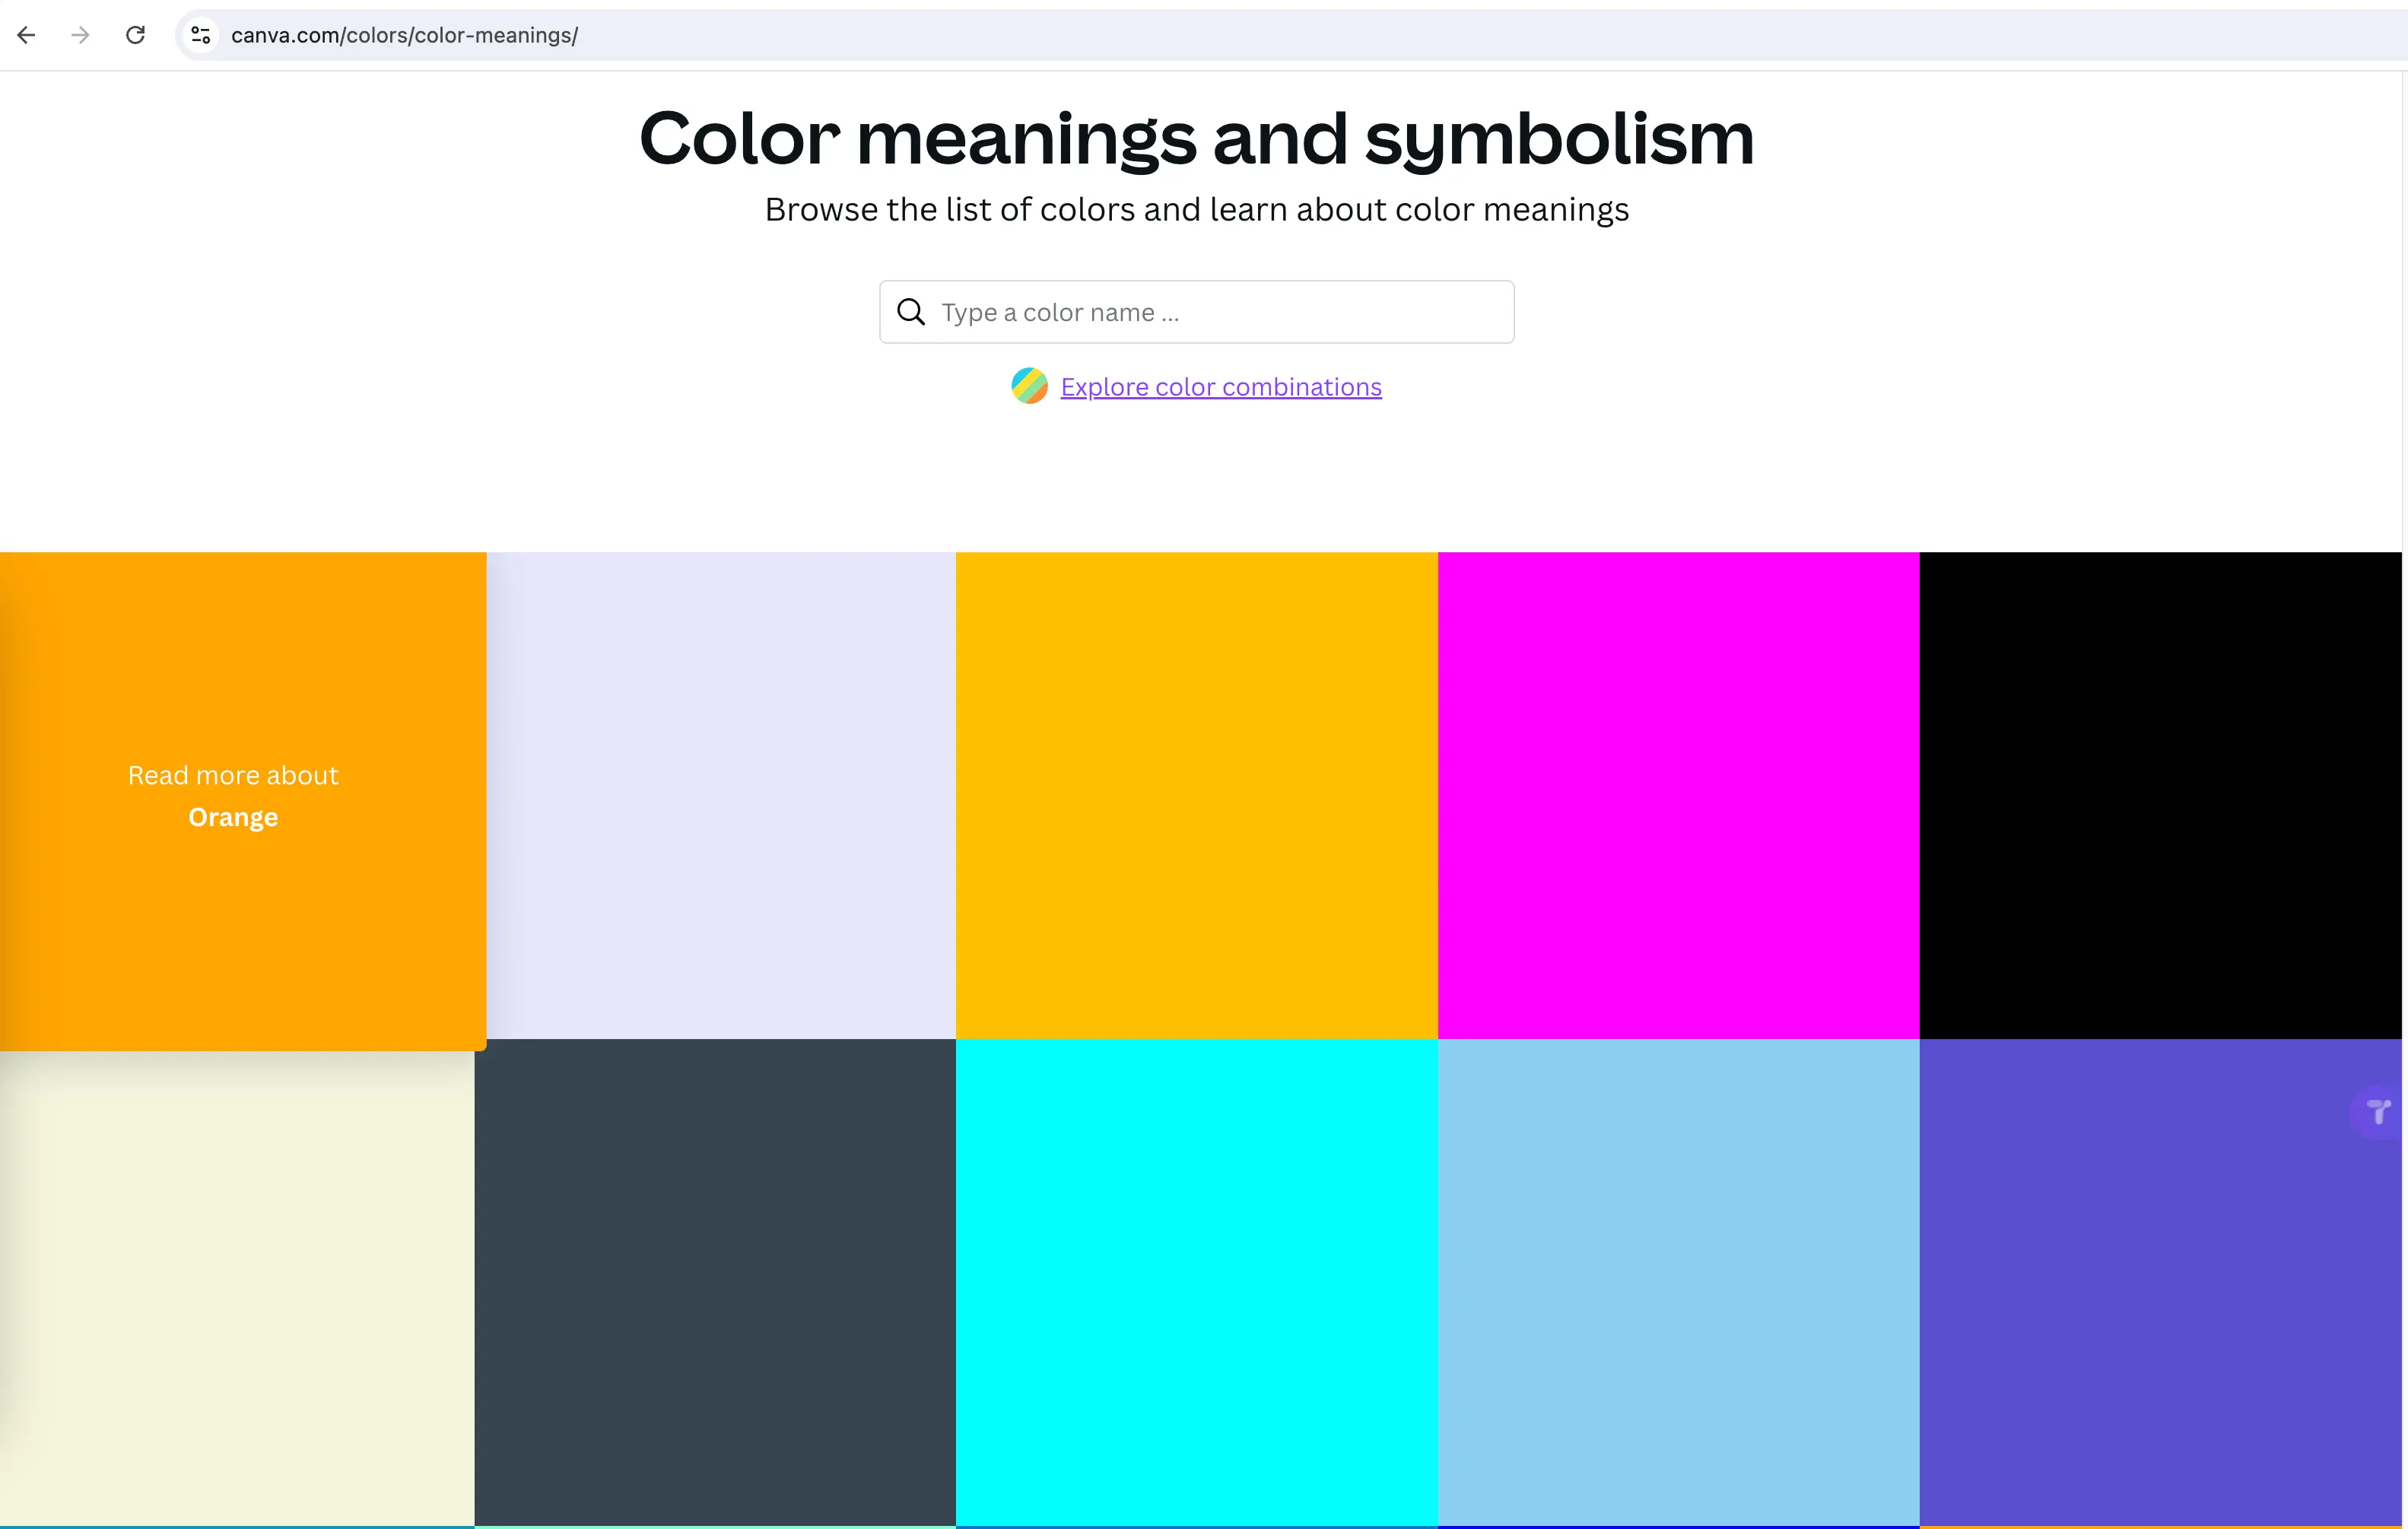 canva.com/colors/color-meanings/
Color meanings and symbolism
Browse the list of colors and learn about color meanings
Type a color name ...
Explore color combinations
Read more about
Orange